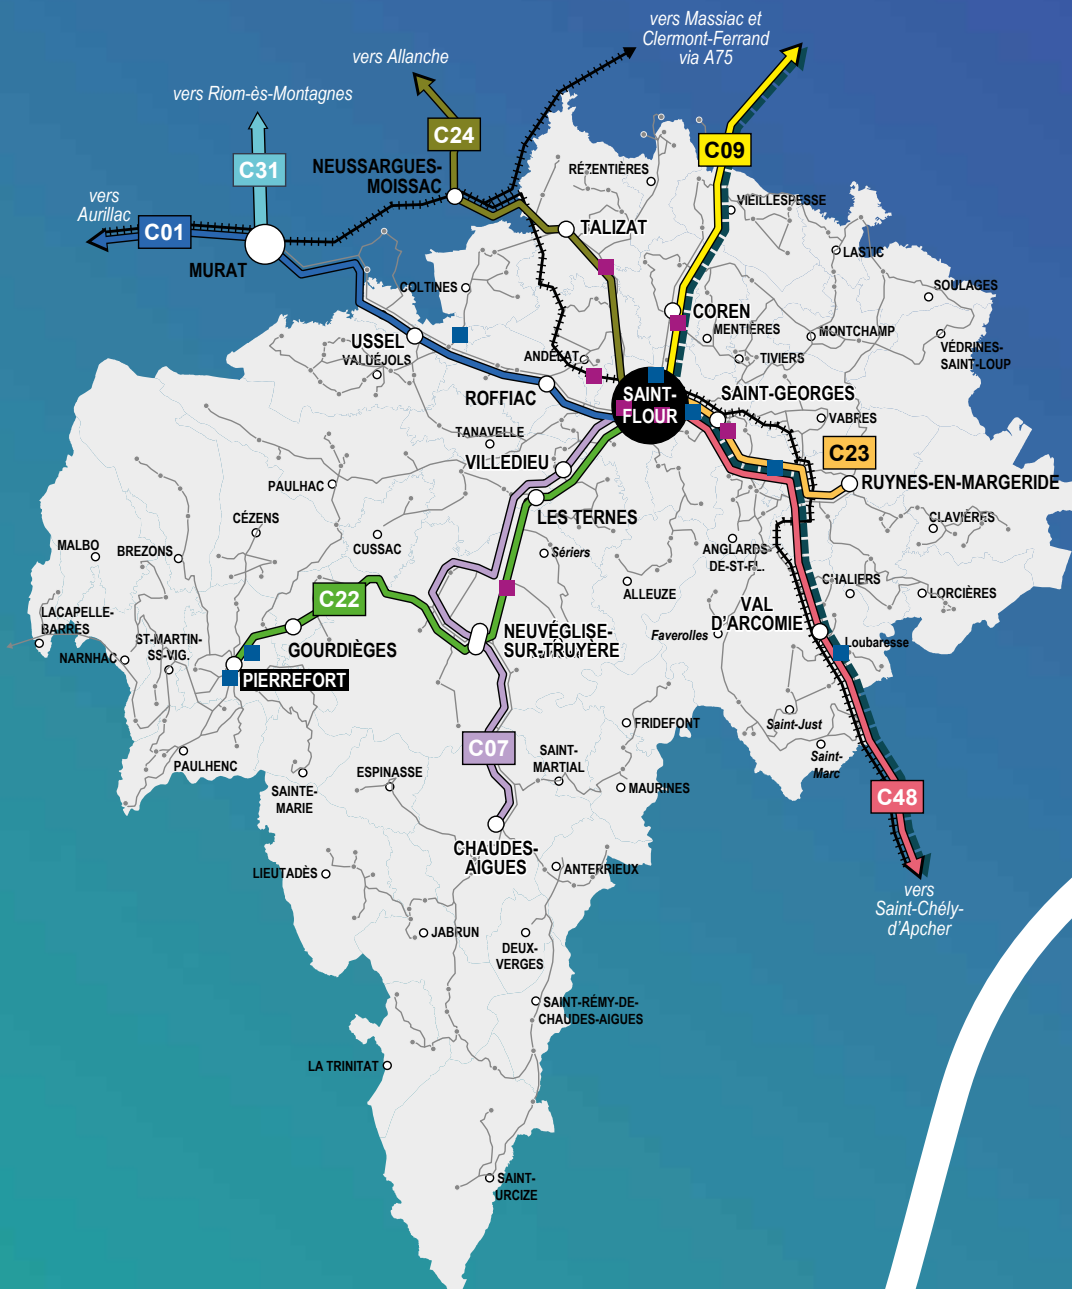 vers Massiac et
Clermont-Ferrand
via A75
vers Allanche
vers Riom-ès-Montagnes
C24
C09
C31
NEUSSARGUES-
MOISSAC
RÉZENTIÈRES
vers
Aurillac
C01
VIEILLESPESSE
TALIZAT
LASTIC
MURAT
COLTINES
SOULAGES
COREN
MENTIÈRES
MONTCHAMP
USSEL
VALUÉJOLS
ANDELAT
TIVIERS
VÉDRINES-
SAINT-LOUP
ROFFIAC
SAINT-
FLOUR
SAINT-GEORGES
VABRES
TANAVELLE
VILLEDIEU
C23
RUYNES-EN-MARGERIDE
PAULHAC
LES TERNES
CLAVIÈRES
CÉZENS
CUSSAC
Sériers
ANGLARDS-
DE-ST-FL.
MALBO
BREZONS
CHALIERS
LORCIÈRES
C22
ALLEUZE
VAL
D'ARCOMIE
LACAPELLE-
BARRÈS
ST-MARTIN-
SS-VIG.
NEUVÉGLISE-
SUR-TRUYÈRE
Faverolles
Loubaresse
NARNHAC
GOURDIÈGES
PIERREFORT
FRIDEFONT
Saint-Just
C07
SAINT-
MARTIAL
Saint-
Marc
PAULHENC
ESPINASSE
SAINTE-
MARIE
MAURINES
C48
CHAUDES-
AIGUES
ANTERRIEUX
LIEUTADÈS
vers
Saint-Chély-
d'Apcher
JABRUN
DEUX-
VERGES
SAINT-RÉMY-DE-
CHAUDES-AIGUES
LA TRINITAT
SAINT-
URCIZE